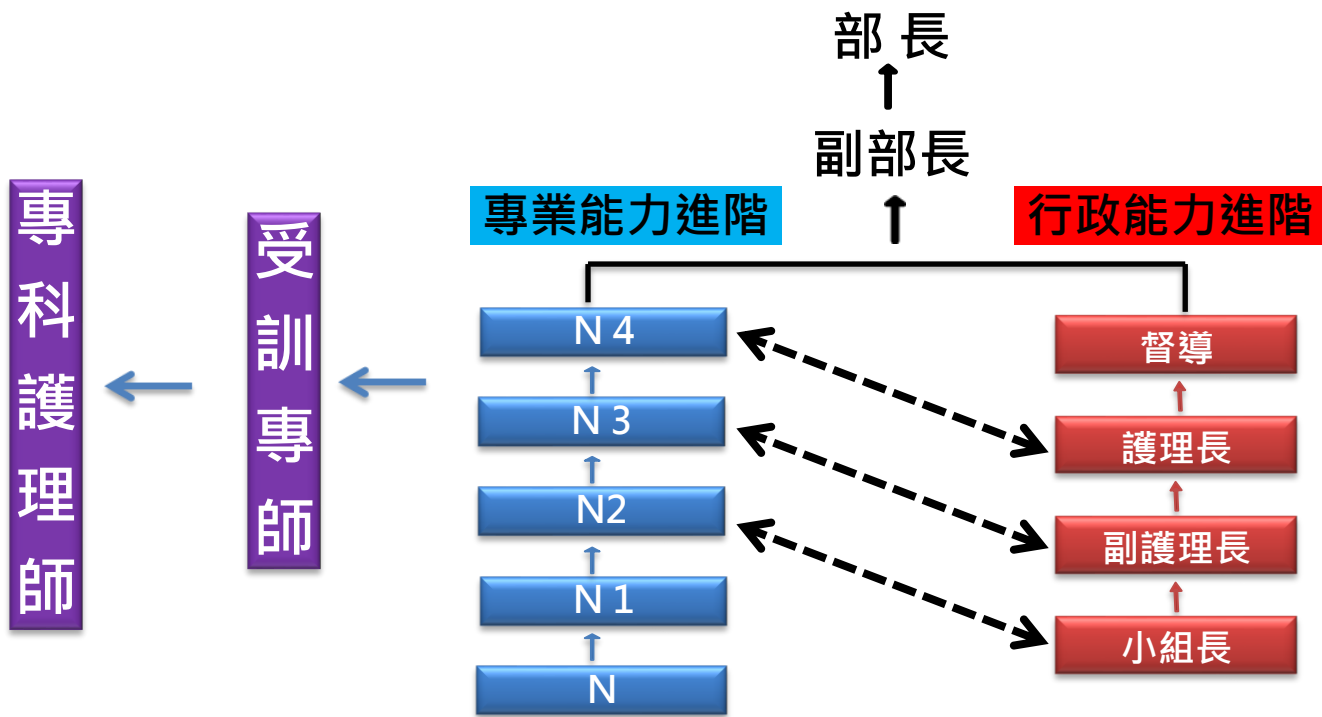 部 長
副部長
專業能力進階
行政能力進階
專科護理師
受訓專師
N 4
N 3
N2
N 1
N
督導
護理長
副護理長
小組長